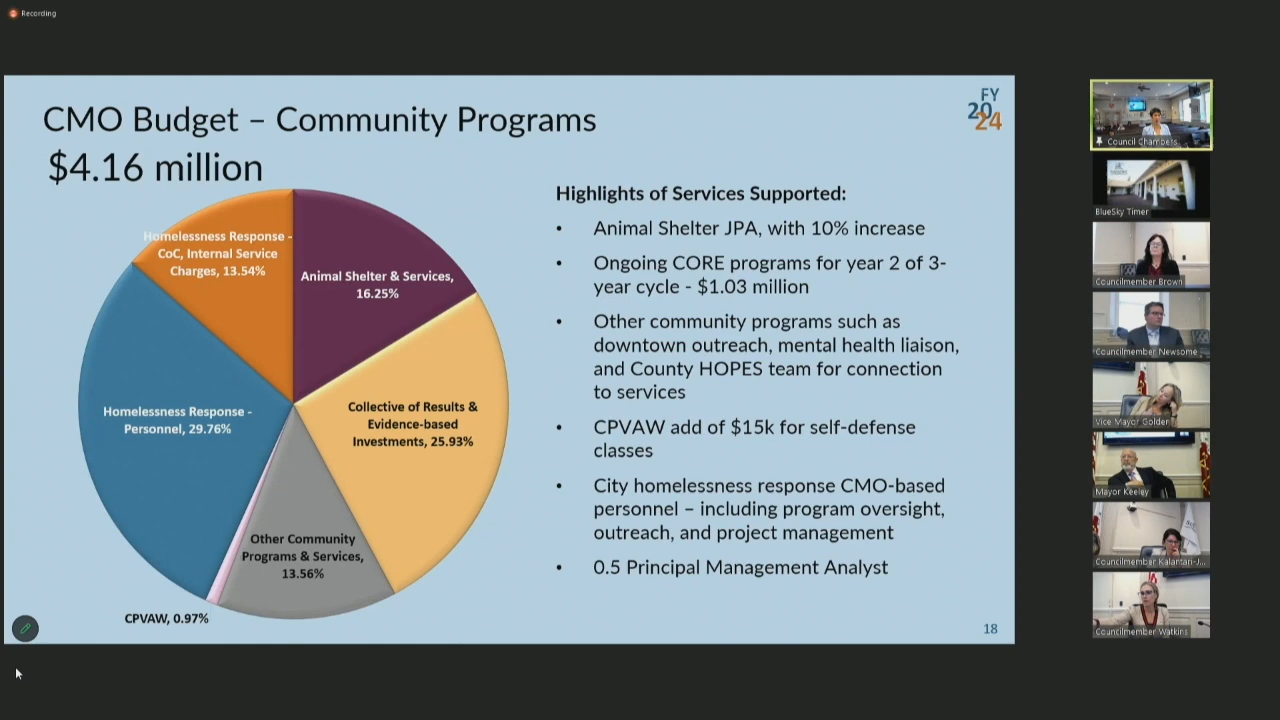 Recording
CMO Budget – Community Programs
$4.16 million
FY
20
24
Homelessness Response -
CoC, Internal Service
Charges, 13.54%
Animal Shelter & Services,
16.25%
Homelessness Response -
Personnel, 29.76%
Collective of Results &
Evidence-based
Investments, 25.93%
Other Community
Programs & Services,
13.56%
CPVAW, 0.97%
Highlights of Services Supported:
• Animal Shelter JPA, with 10% increase
• Ongoing CORE programs for year 2 of 3-
year cycle - $1.03 million
• Other community programs such as
downtown outreach, mental health liaison,
and County HOPES team for connection
to services
• CPVAW add of $15k for self-defense
classes
• City homelessness response CMO-based
personnel – including program oversight,
outreach, and project management
• 0.5 Principal Management Analyst
18
Council Chambers
BlueSky Timer
Councilmember Brown
Councilmember Newsome
Vice Mayor Golder
Mayor Keeley
Councilmember Kalantari-J...
Councilmember Watkins